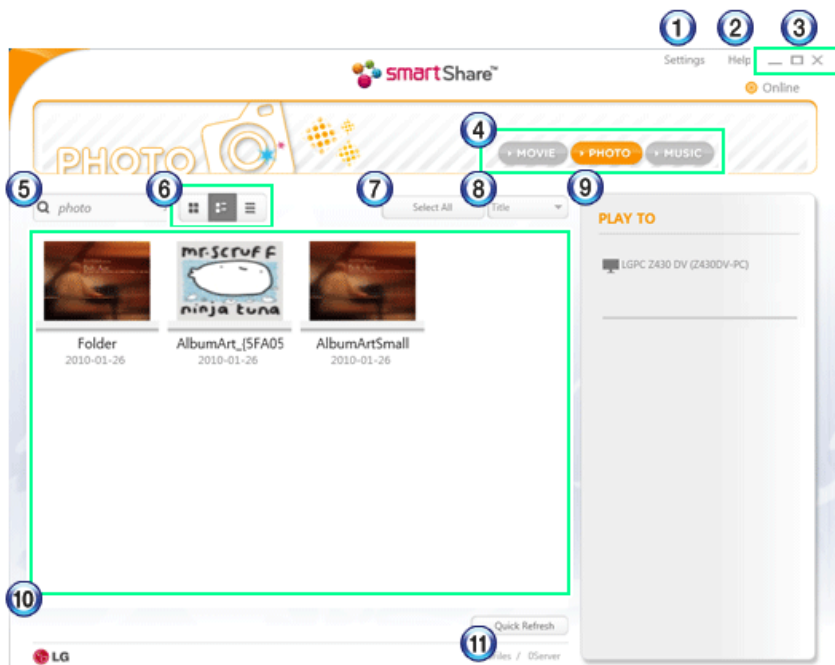 1 2 3
Settings Help
smartShare™
Online
4
PHOTO
MOVIE PHOTO MUSIC
5 6 7 8 9
photo
Select All
Title
PLAY TO
LGPC Z430 DV (Z430DV-PC)
mr.scruff
ninja tuna
Folder
2010-01-26
AlbumArt_{5FA05
2010-01-26
AlbumArtSmall
2010-01-26
10
Quick Refresh
11
LG
Files / 0Server